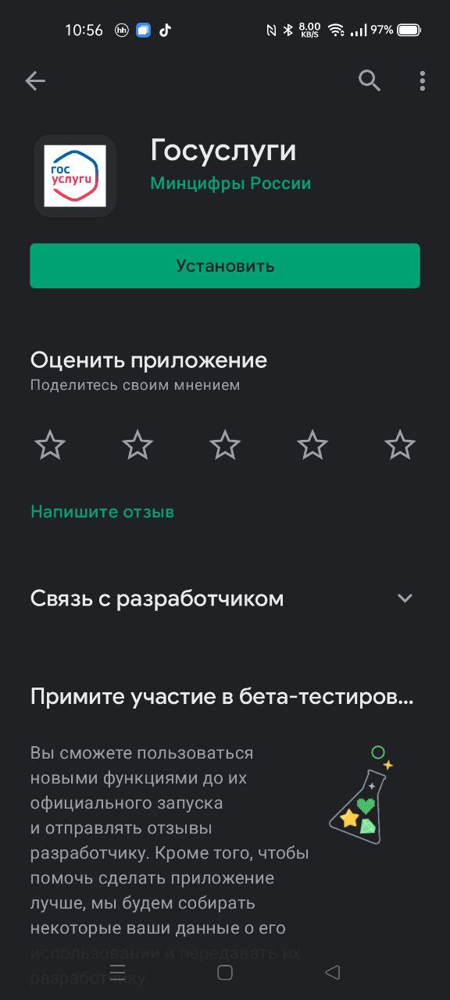 10:56 hh 8.00 KB/S 97%
Госуслуги
гос
услуги
Минцифры России
Установить
Оценить приложение
Поделитесь своим мнением
Напишите отзыв
Связь с разработчиком
Примите участие в бета-тестиров...
Вы сможете пользоваться
новыми функциями до их
официального запуска
и отправлять отзывы
разработчику. Кроме того, чтобы
помочь сделать приложение
лучше, мы будем собирать
некоторые ваши данные о его
использовании и передавать их
разработчику.